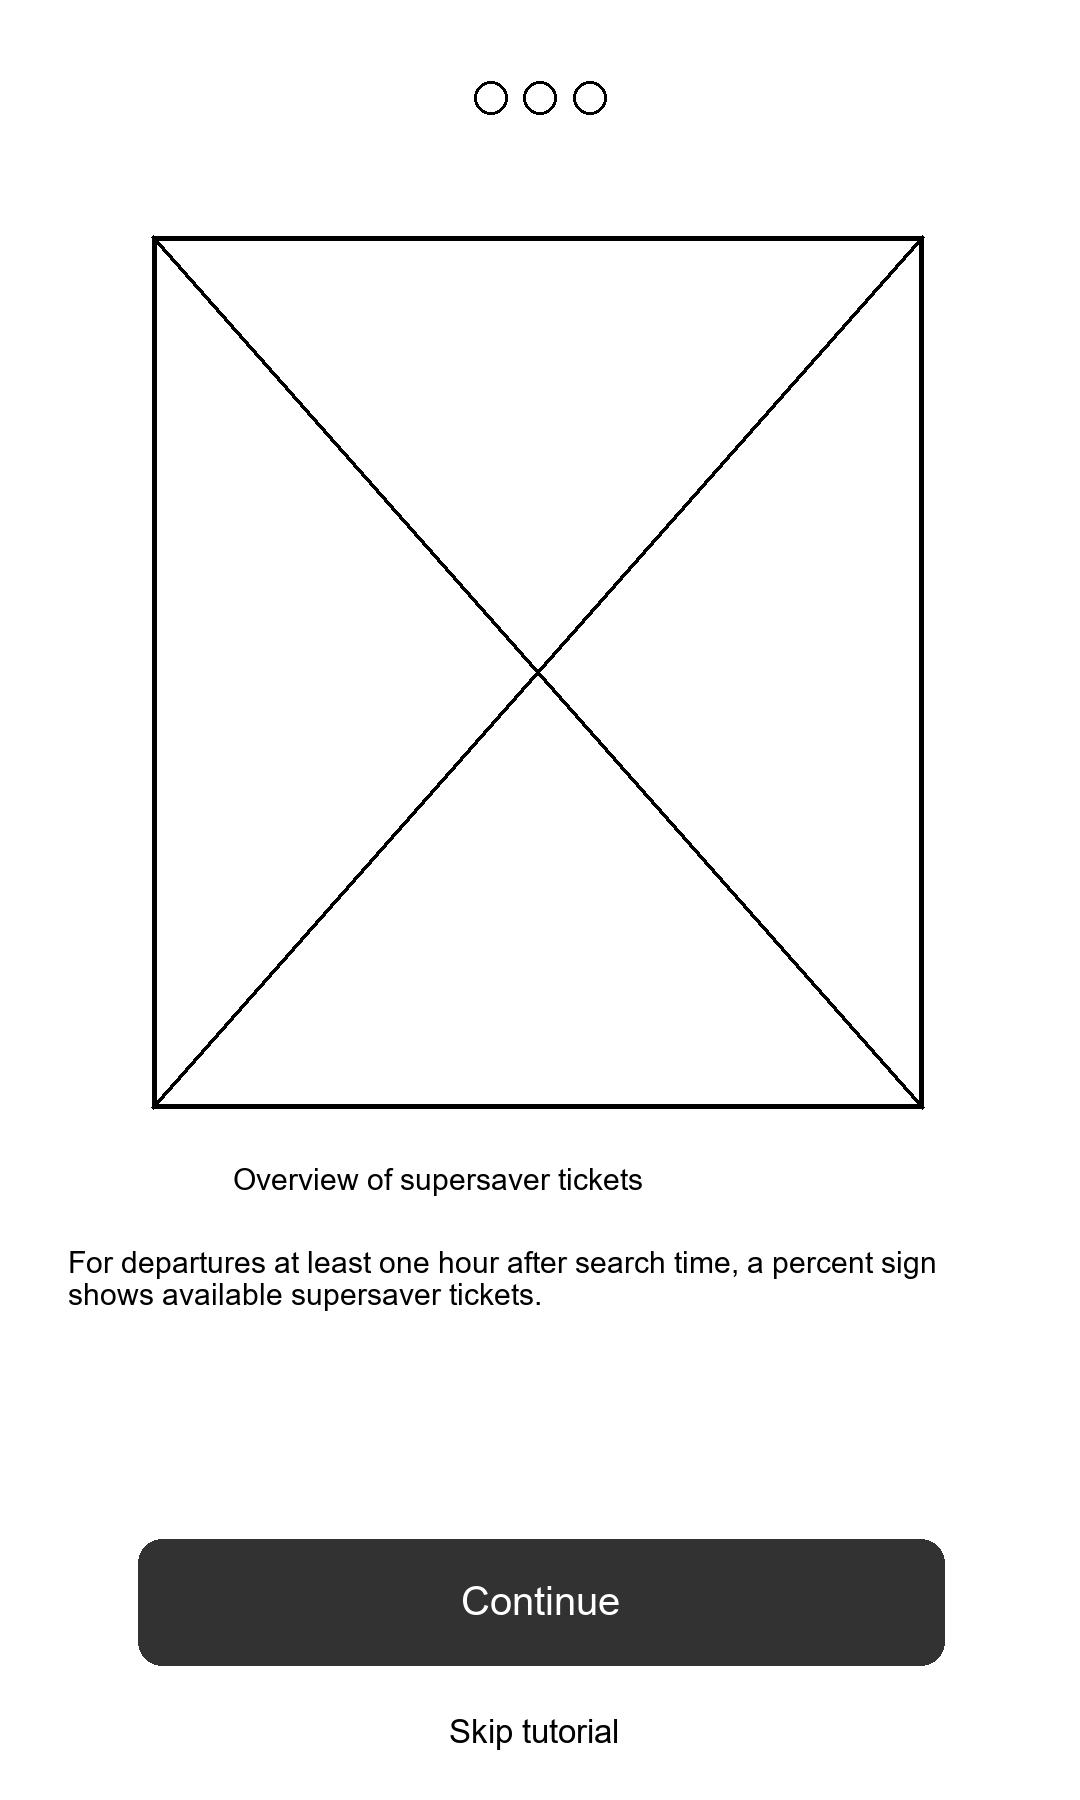 Overview of supersaver tickets
For departures at least one hour after search time, a percent sign
shows available supersaver tickets.
Continue
Skip tutorial